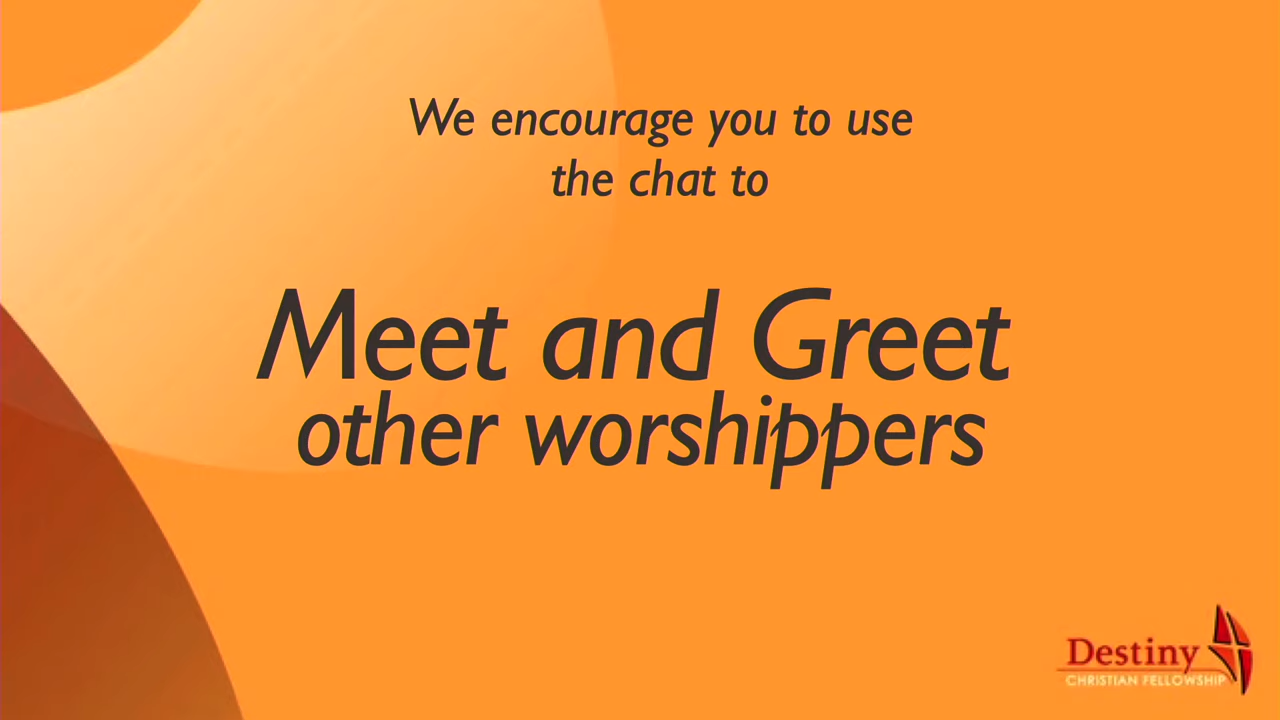 We encourage you to use
the chat to
Meet and Greet
other worshippers
Destiny
CHRISTIAN FELLOWSHIP